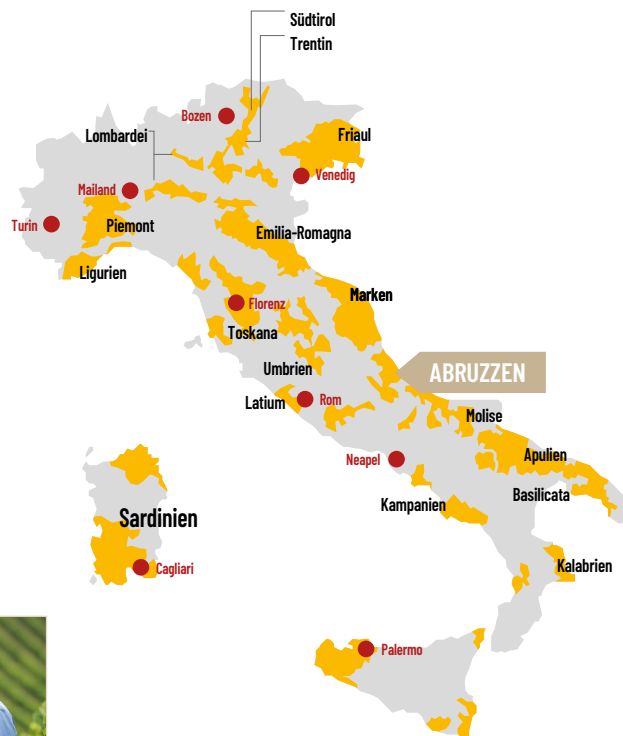 Südtirol
Trentin
Bozen
Lombardei
Friaul
Venedig
Mailand
Turin
Piemont
Emilia-Romagna
Ligurien
Marken
Florenz
Toskana
Umbrien
ABRUZZEN
Latium
Rom
Molise
Neapel
Apulien
Basilicata
Kampanien
Sardinien
Kalabrien
Cagliari
Palermo